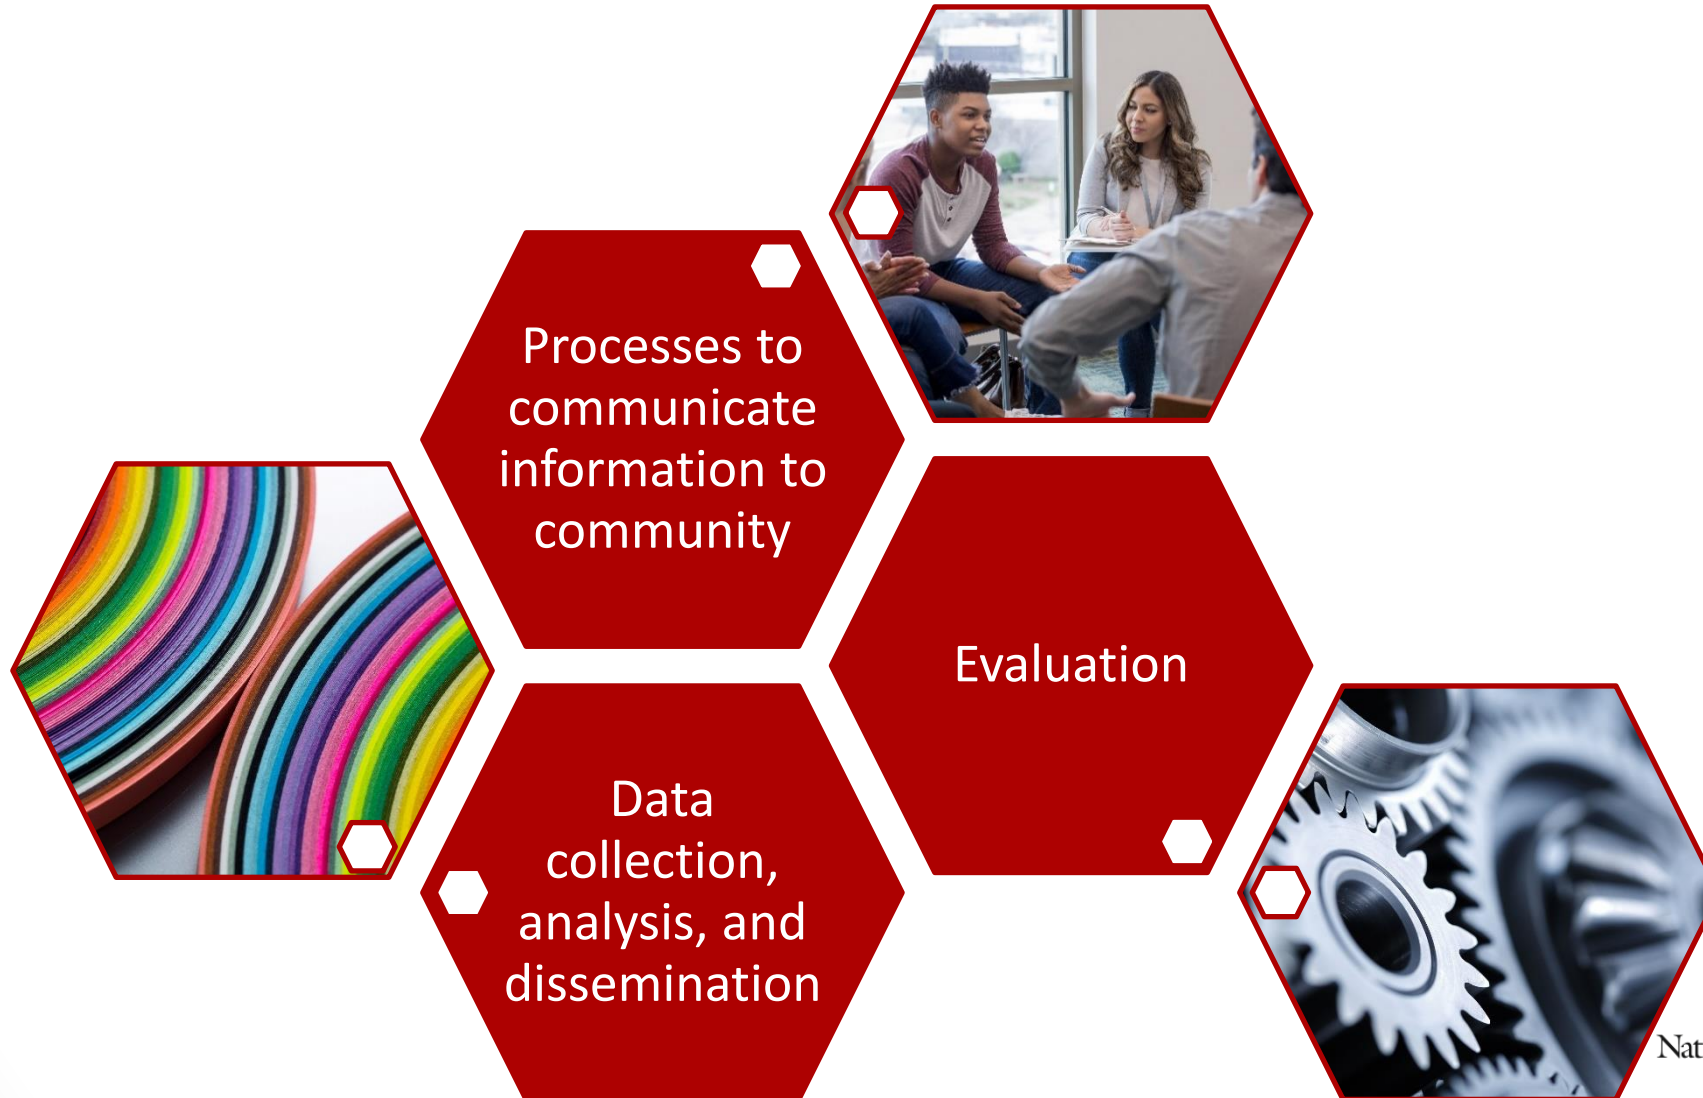 Processes to
communicate
information to
community
Evaluation
Data
collection,
analysis, and
dissemination
Nat